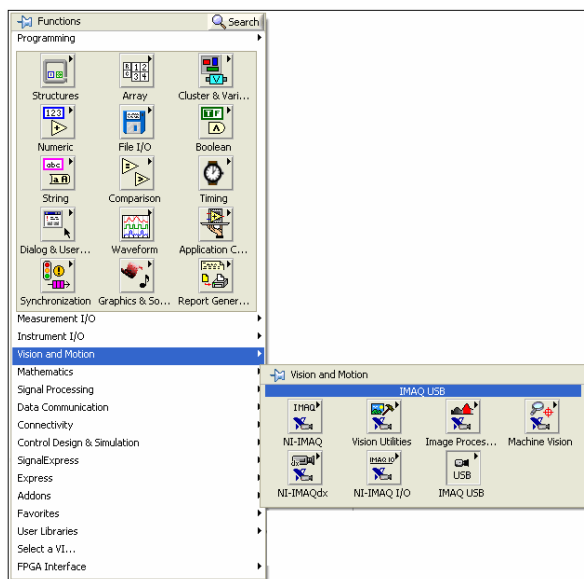 Functions Search
Programming
Structures Array Cluster & Vari...
Numeric File I/O Boolean
String Comparison Timing
Dialog & User... Waveform Application C...
Synchronization Graphics & So... Report Gener...
Measurement I/O
Instrument I/O
Vision and Motion
Mathematics
Signal Processing
Data Communication
Connectivity
Control Design & Simulation
SignalExpress
Express
Addons
Favorites
User Libraries
Select a VI...
FPGA Interface
Vision and Motion
IMAQ USB
IMAQ
NI-IMAQ Vision Utilities Image Proces... Machine Vision
IMAQ IO USB
NI-IMAQdx NI-IMAQ I/O IMAQ USB